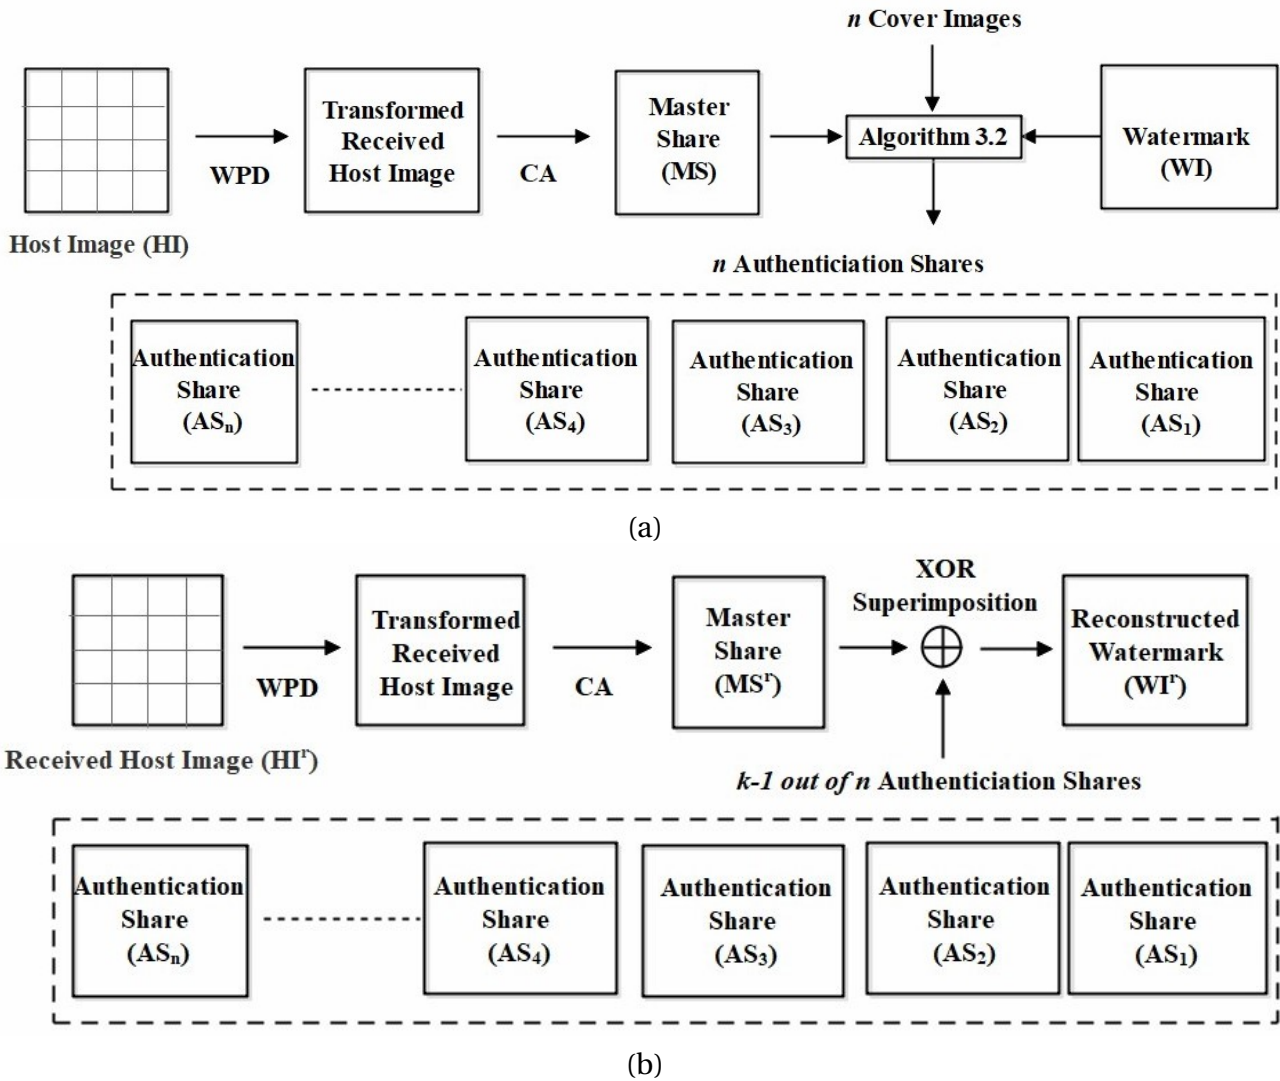 n Cover Images
Transformed
Received
Host Image
Master
Share
(MS)
Algorithm 3.2
Watermark
(WI)
WPD
CA
Host Image (HI)
n Authenticiation Shares
Authentication
Share
(ASn)
Authentication
Share
(AS4)
Authentication
Share
(AS3)
Authentication
Share
(AS2)
Authentication
Share
(AS1)
(a)
XOR
Superimposition
Transformed
Received
Host Image
Master
Share
(MSr)
Reconstructed
Watermark
(WIr)
WPD
CA
Received Host Image (HIr)
k-1 out of n Authenticiation Shares
Authentication
Share
(ASn)
Authentication
Share
(AS4)
Authentication
Share
(AS3)
Authentication
Share
(AS2)
Authentication
Share
(AS1)
(b)